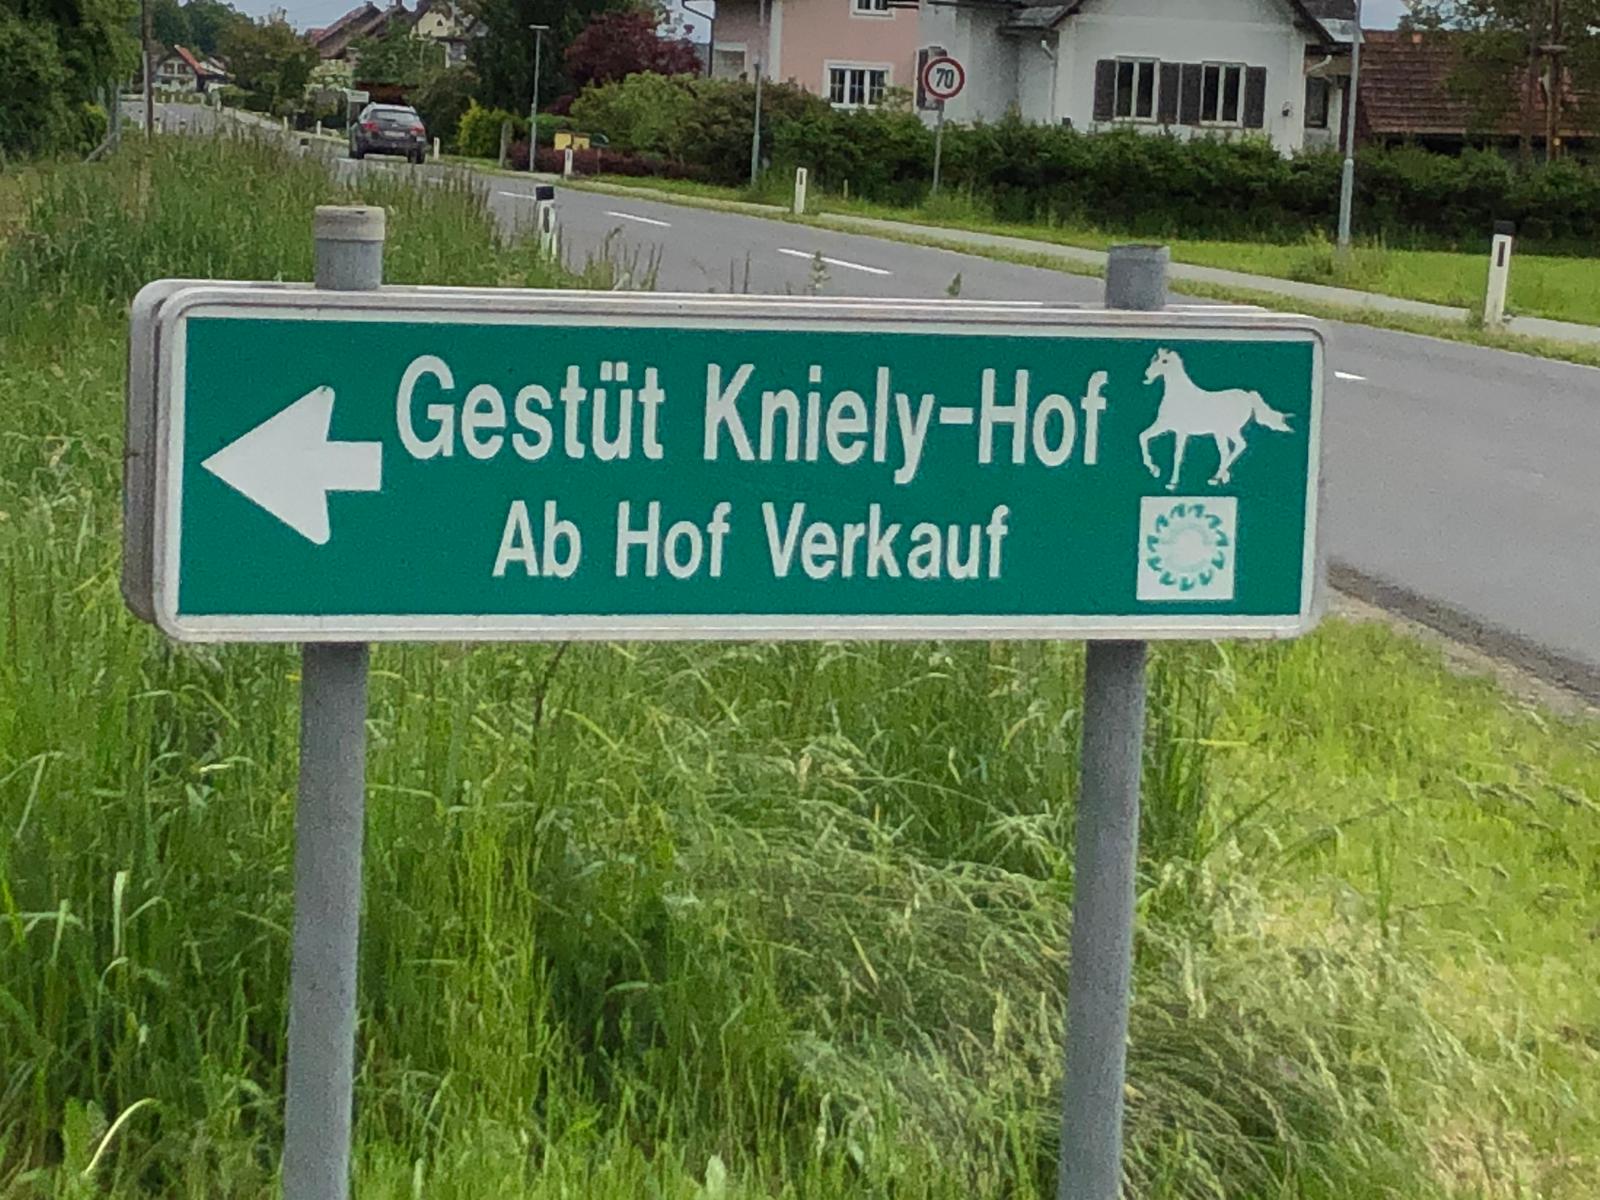 70
Gestüt Kniely-Hof
Ab Hof Verkauf